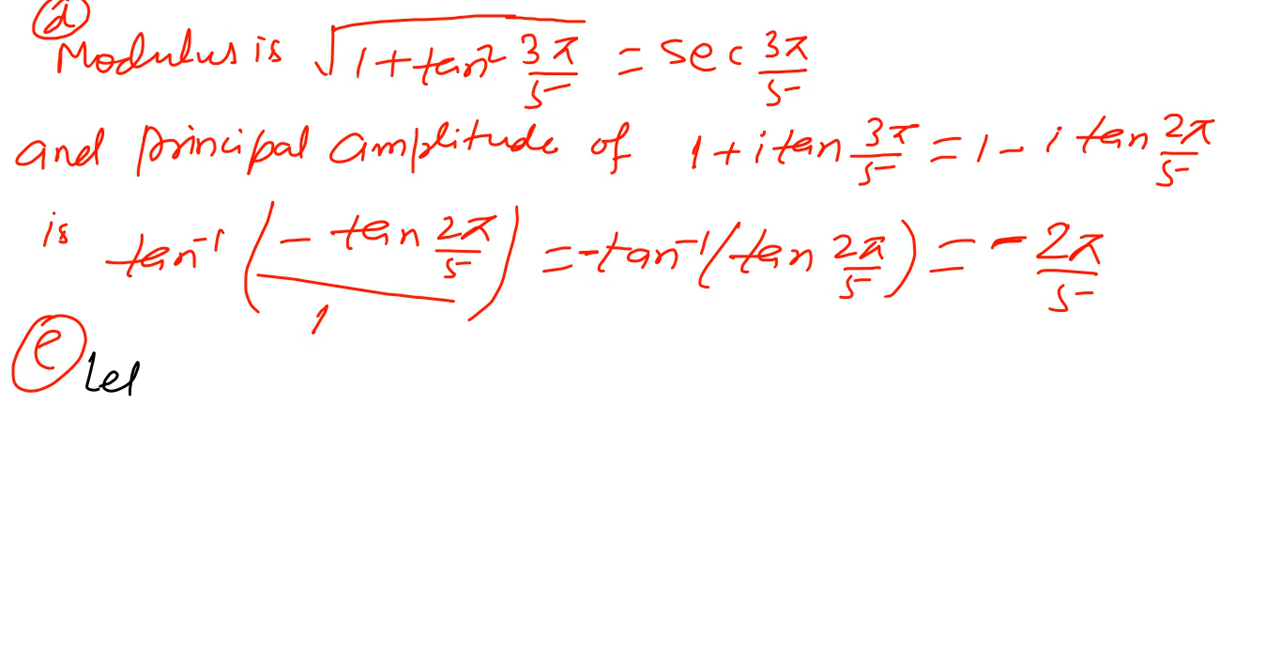 (d)
Modulus is √(1+tan² 3π/5) = sec 3π/5
and principal amplitude of 1+i tan 3π/5 = 1 - i tan 2π/5
is tan⁻¹ (- tan 2π/5 / 1) = -tan⁻¹(tan 2π/5) = - 2π/5
(e) Let